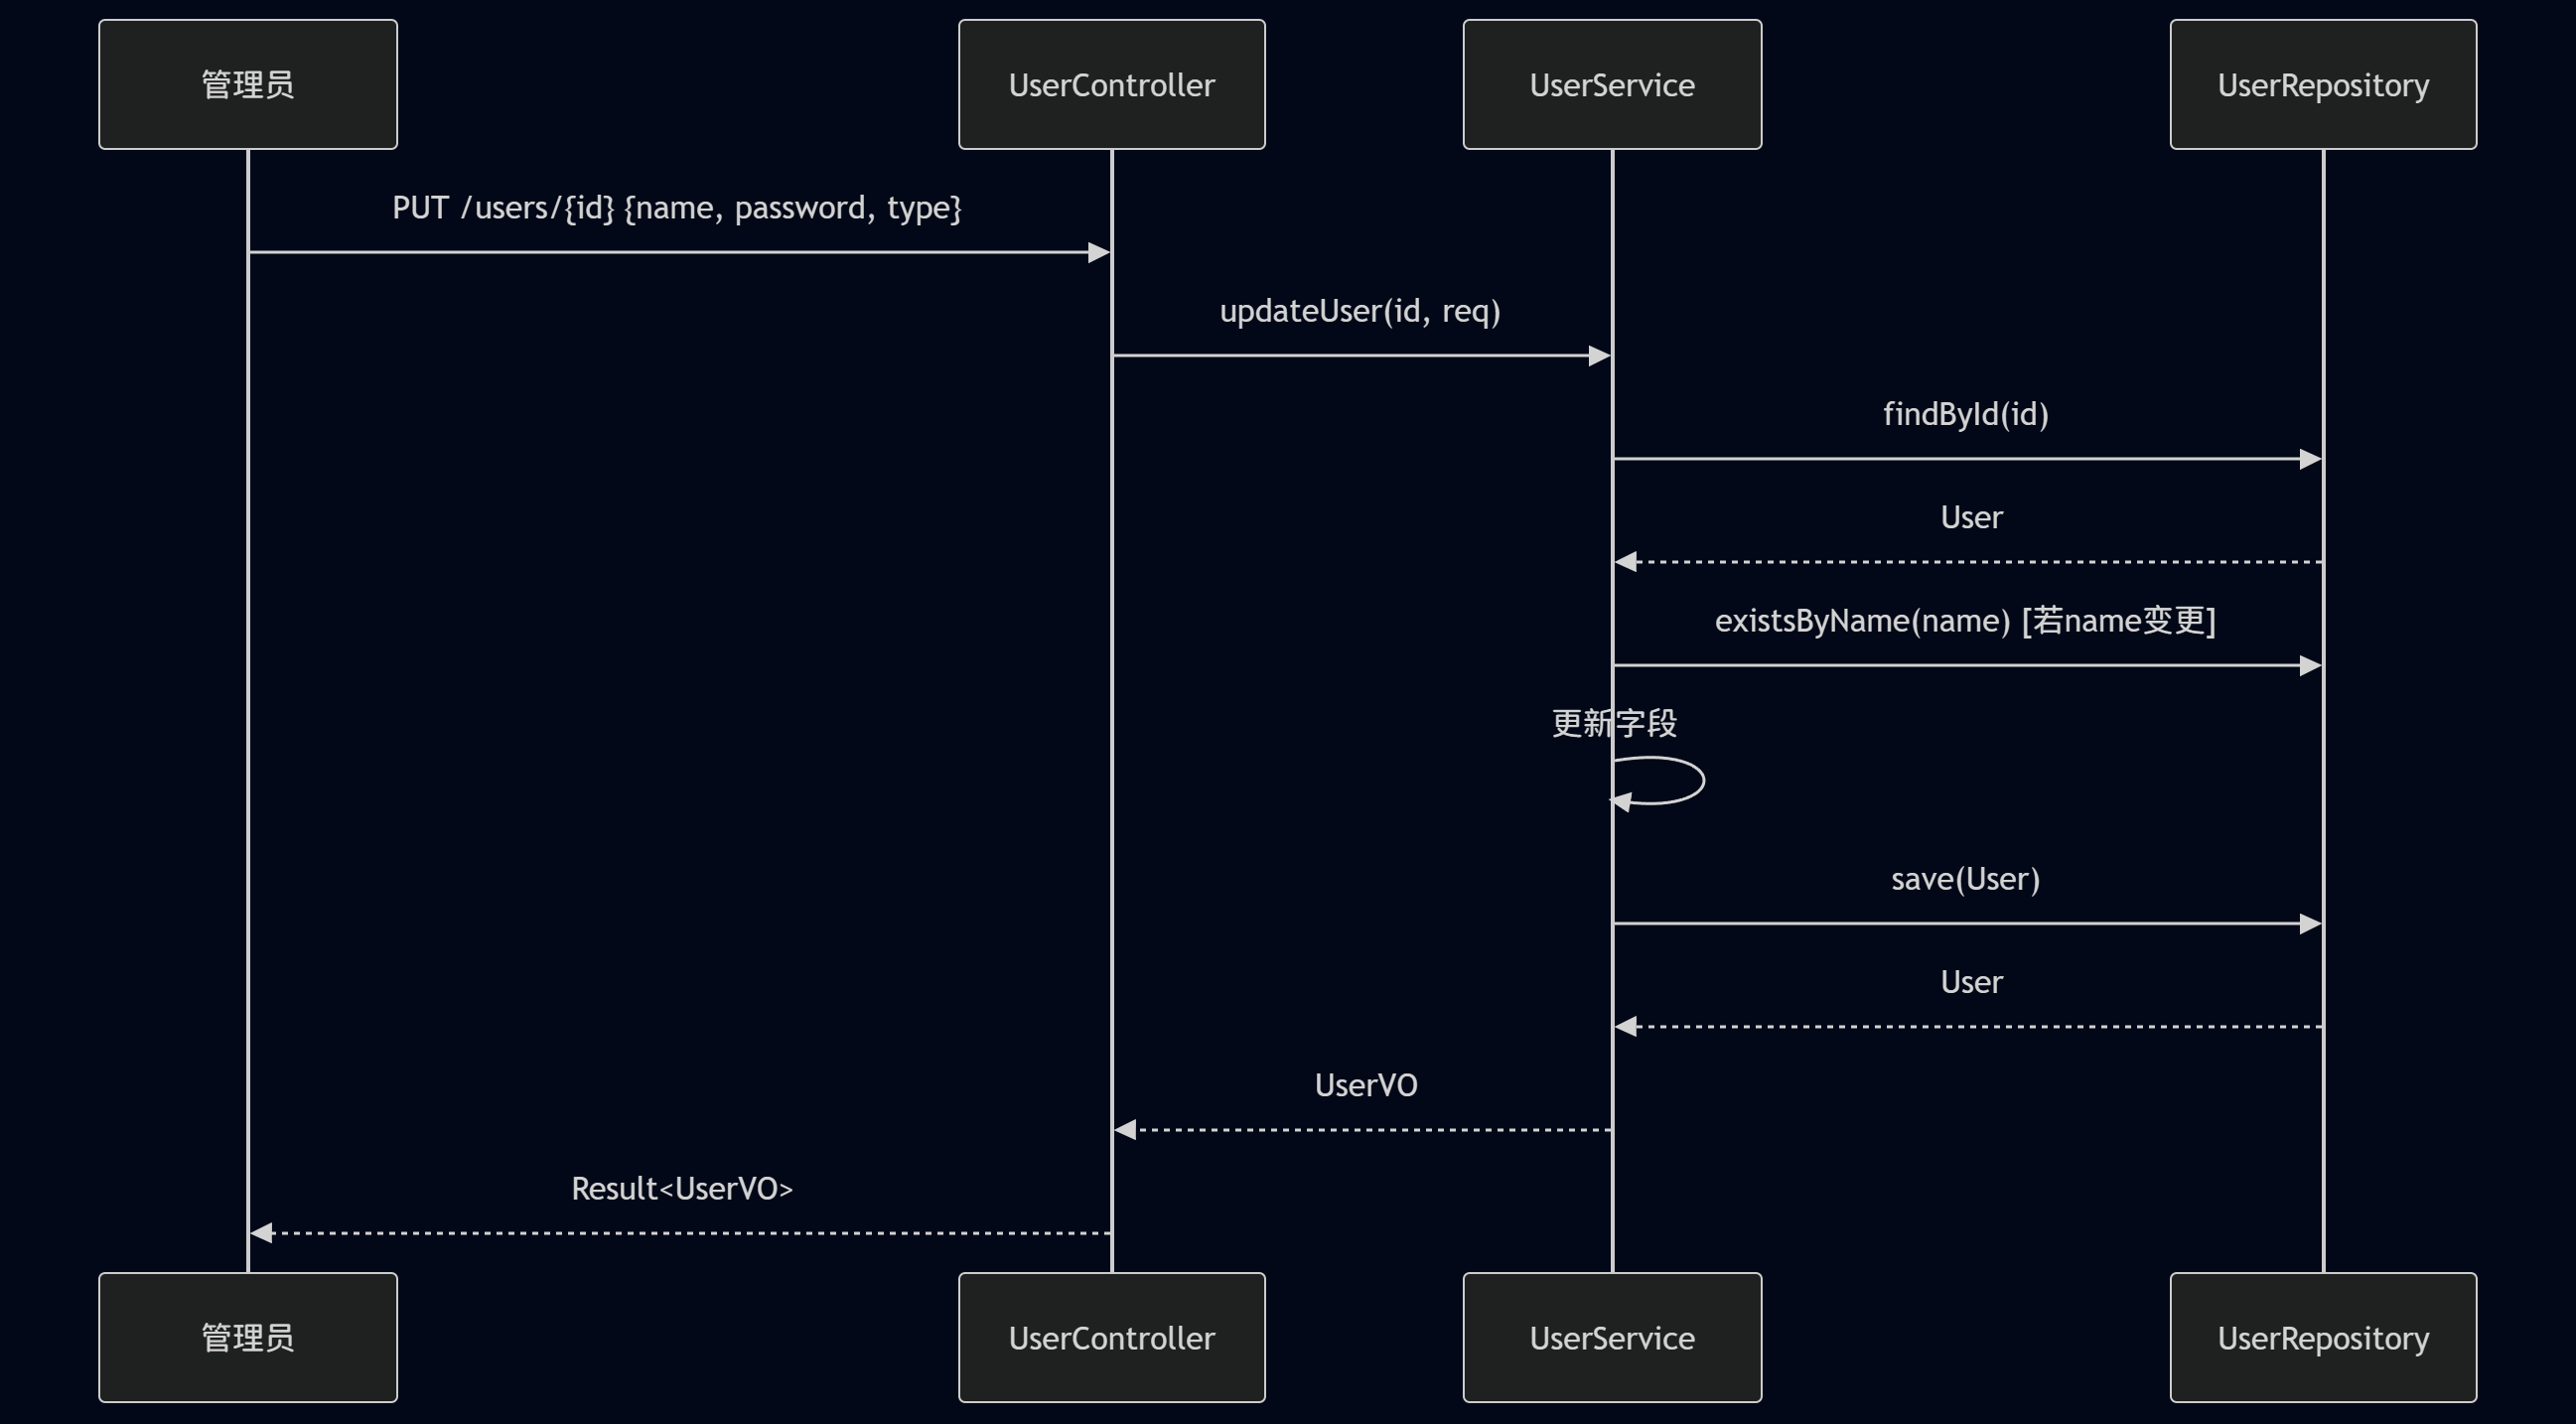 管理员
UserController
UserService
UserRepository
PUT /users/{id} {name, password, type}
updateUser(id, req)
findById(id)
User
existsByName(name) [若name变更]
更新字段
save(User)
User
UserVO
Result<UserVO>
管理员
UserController
UserService
UserRepository